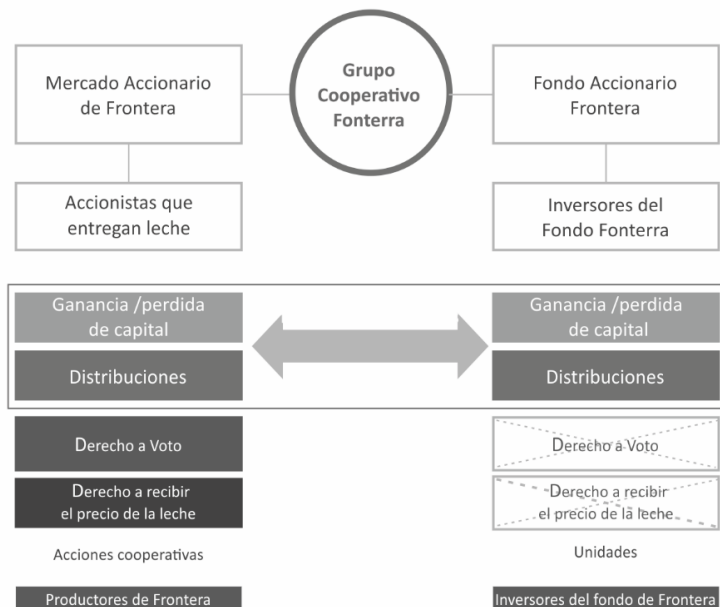 Mercado Accionario
de Frontera
Grupo
Cooperativo
Fonterra
Fondo Accionario
Frontera
Accionistas que
entregan leche
Inversores del
Fondo Fonterra
Ganancia /perdida
de capital
Ganancia /perdida
de capital
Distribuciones
Distribuciones
Derecho a Voto
Derecho a Voto
Derecho a recibir
el precio de la leche
Derecho a recibir
el precio de la leche
Acciones cooperativas
Unidades
Productores de Frontera
Inversores del fondo de Frontera